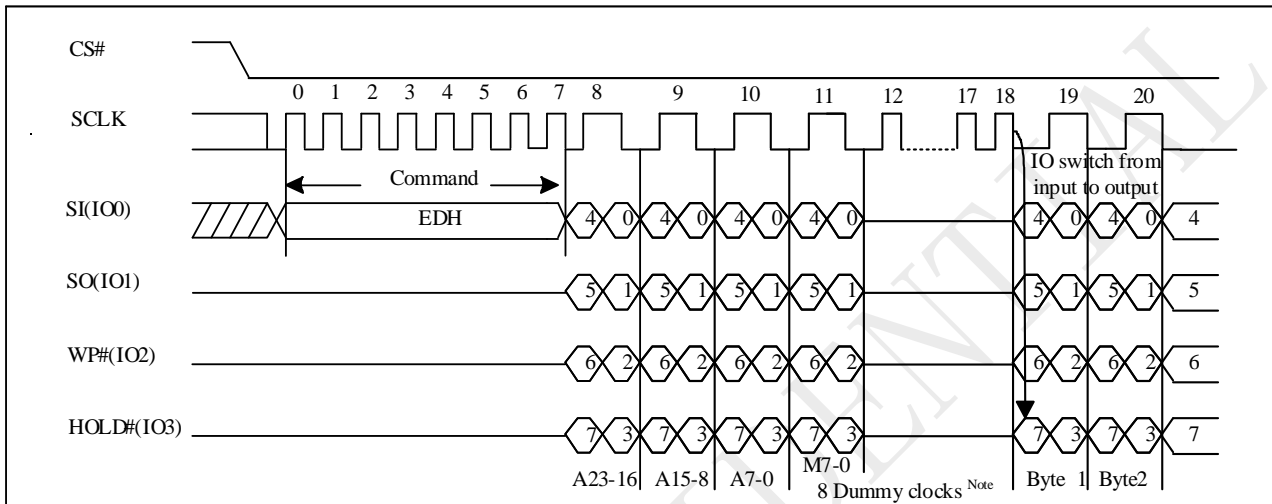 CS#
0 1 2 3 4 5 6 7 8 9 10 11 12 17 18 19 20
SCLK
Command
IO switch from
input to output
SI(IO0)
EDH
4 0 4 0 4 0 4 0 4 0 4 0 4
SO(IO1)
5 1 5 1 5 1 5 1 5 1 5 1 5
WP#(IO2)
6 2 6 2 6 2 6 2 6 2 6 2 6
HOLD#(IO3)
7 3 7 3 7 3 7 3 7 3 7 3 7
A23-16 A15-8 A7-0 M7-0
8 Dummy clocks Note
Byte 1 Byte2
ENTIAL